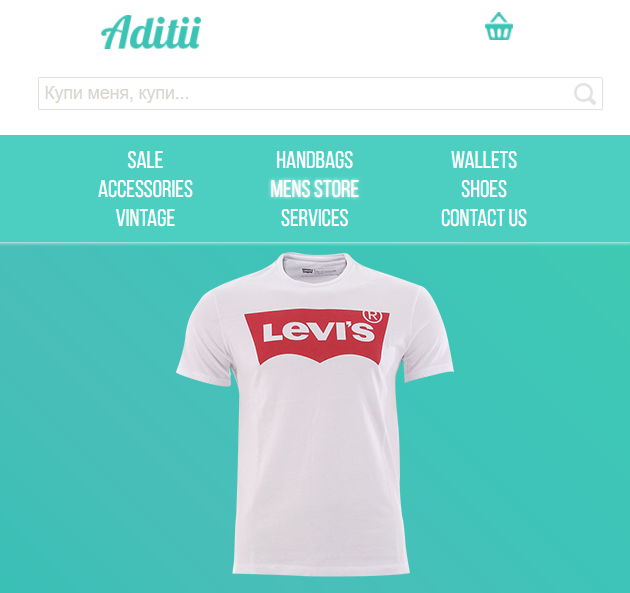 Aditii
Купи меня, купи...
SALE HANDBAGS WALLETS
ACCESSORIES MENS STORE SHOES
VINTAGE SERVICES CONTACT US
LEVI'S ®